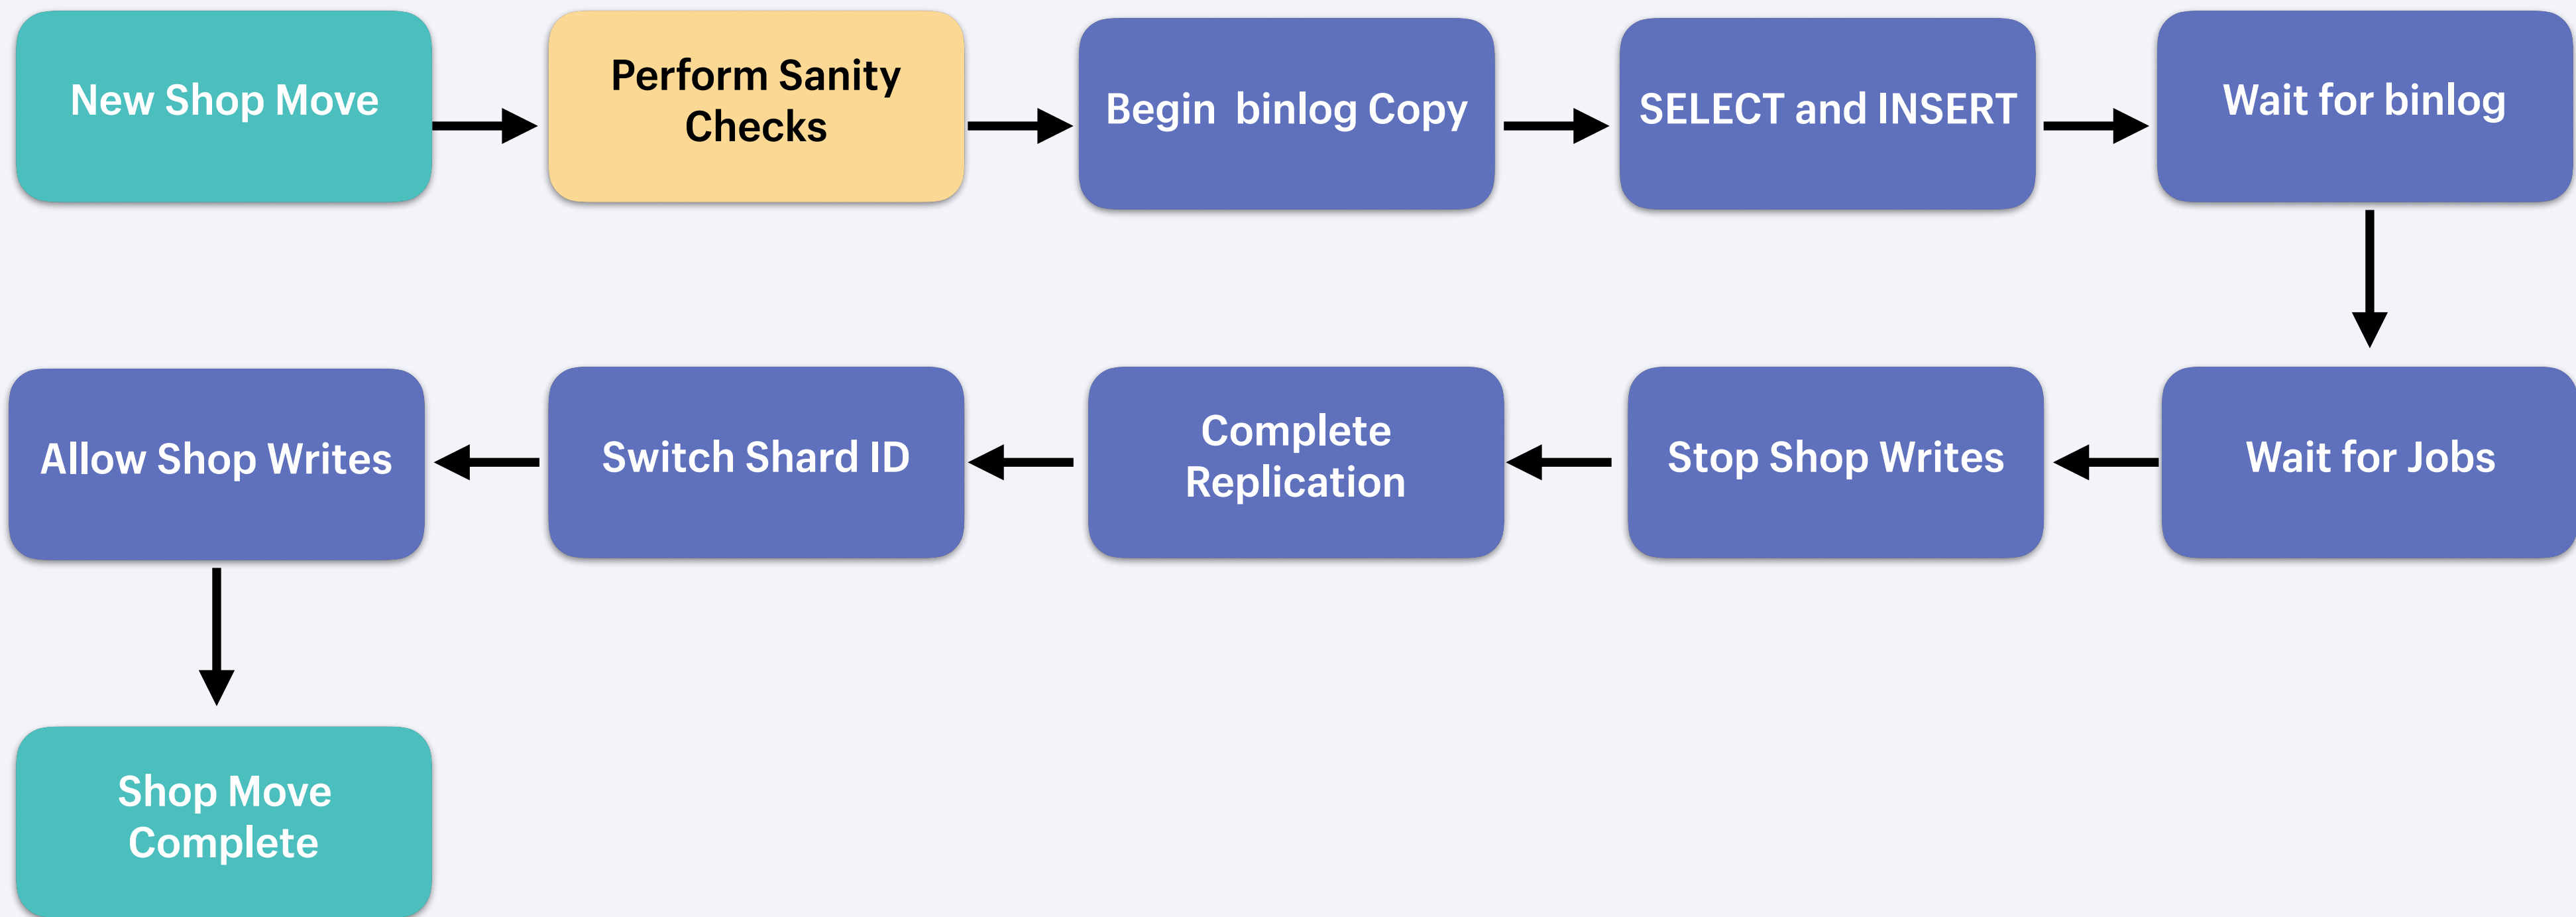 New Shop Move
Perform Sanity
Checks
Begin  binlog Copy
SELECT and INSERT
Wait for binlog
Wait for Jobs
Stop Shop Writes
Complete
Replication
Switch Shard ID
Allow Shop Writes
Shop Move
Complete